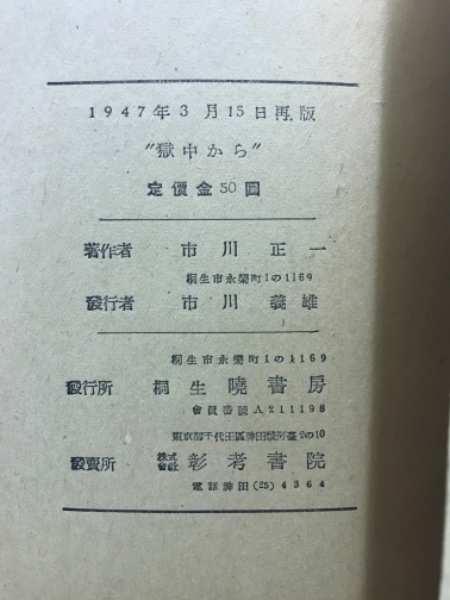 1947年3月15日再版
"獄中から"
定價金50圓
著作者 市川正一
桐生市永樂町1の1169
發行者 市川義雄
桐生市永樂町1の1169
發行所 桐生曉書房
會員番號A211198
東京都千代田區神田駿河臺2の10
發賣所 株式會社 彰考書院
電話神田(25)4364